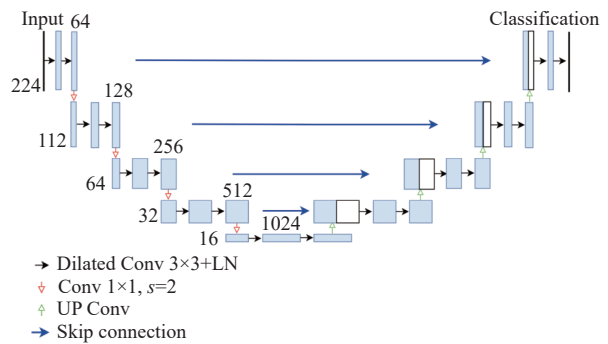 Input 64 Classification
224
128
112
256
64
512
32
1024
16
Dilated Conv 3×3+LN
Conv 1×1, s=2
UP Conv
Skip connection